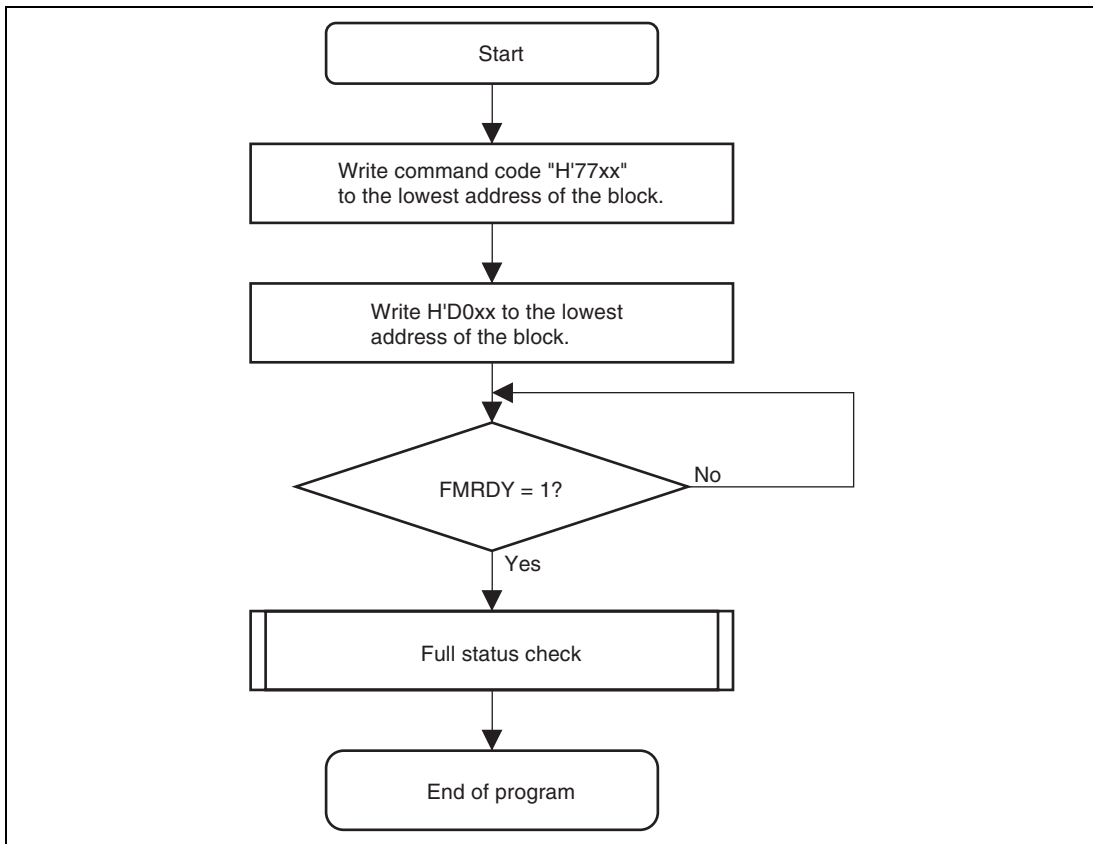 Start
Write command code "H'77xx"
to the lowest address of the block.
Write H'D0xx to the lowest
address of the block.
FMRDY = 1?
No
Yes
Full status check
End of program